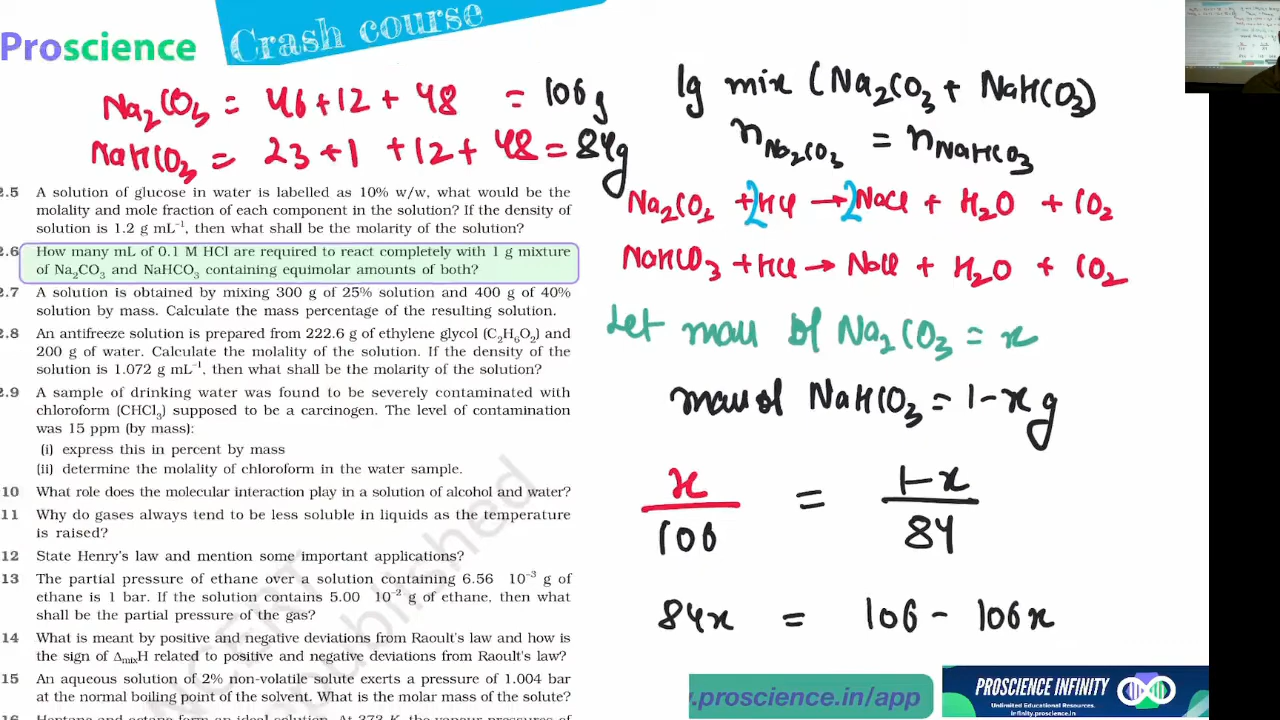 Proscience
Crash course
Na2CO3 = 46+12+48 = 106g
NaHCO3 = 23+1+12+48 = 84g
1g mix (Na2CO3 + NaHCO3)
nNa2CO3 = nNaHCO3
Na2CO2 + 2HCl → 2NaCl + H2O + CO2
NaHCO3 + HCl → NaCl + H2O + CO2
Let mass of Na2CO3 = x
mass of NaHCO3 = 1-x g
x/106 = 1-x/84
84x = 106 - 106x
2.5 A solution of glucose in water is labelled as 10% w/w, what would be the
molality and mole fraction of each component in the solution? If the density of
solution is 1.2 g mL⁻¹, then what shall be the molarity of the solution?
2.6 How many mL of 0.1 M HCl are required to react completely with 1 g mixture
of Na2CO3 and NaHCO3 containing equimolar amounts of both?
2.7 A solution is obtained by mixing 300 g of 25% solution and 400 g of 40%
solution by mass. Calculate the mass percentage of the resulting solution.
2.8 An antifreeze solution is prepared from 222.6 g of ethylene glycol (C2H6O2) and
200 g of water. Calculate the molality of the solution. If the density of the
solution is 1.072 g mL⁻¹, then what shall be the molarity of the solution?
2.9 A sample of drinking water was found to be severely contaminated with
chloroform (CHCl3) supposed to be a carcinogen. The level of contamination
was 15 ppm (by mass):
(i) express this in percent by mass
(ii) determine the molality of chloroform in the water sample.
10 What role does the molecular interaction play in a solution of alcohol and water?
11 Why do gases always tend to be less soluble in liquids as the temperature
is raised?
12 State Henry's law and mention some important applications?
13 The partial pressure of ethane over a solution containing 6.56 10⁻³ g of
ethane is 1 bar. If the solution contains 5.00 10⁻² g of ethane, then what
shall be the partial pressure of the gas?
14 What is meant by positive and negative deviations from Raoult's law and how is
the sign of ΔmixH related to positive and negative deviations from Raoult's law?
15 An aqueous solution of 2% non-volatile solute exerts a pressure of 1.004 bar
at the normal boiling point of the solvent. What is the molar mass of the solute?
.proscience.in/app
PROSCIENCE INFINITY
Unlimited Educational Resources.
infinity.proscience.in